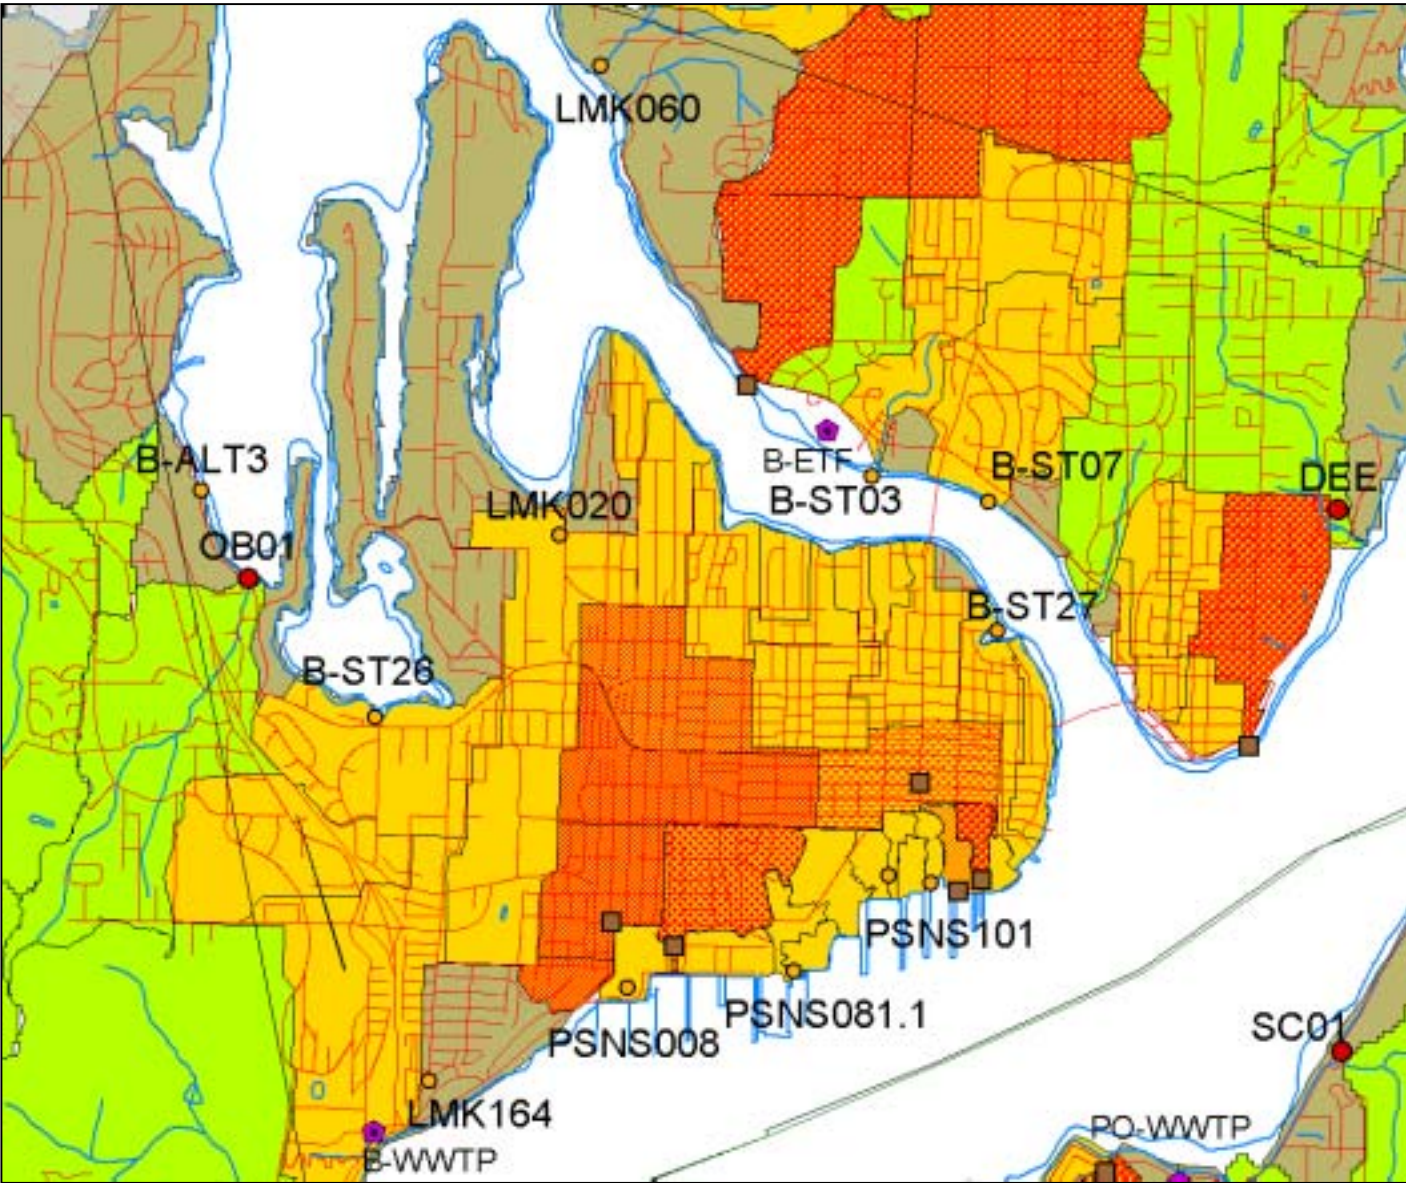 LMK060
B-ALT3
B-ETF
B-ST07
DEE
LMK020
B-ST03
OB01
B-ST27
B-ST26
PSNS101
PSNS081.1
PSNS008
SC01
LMK164
PO-WWTP
B-WWTP